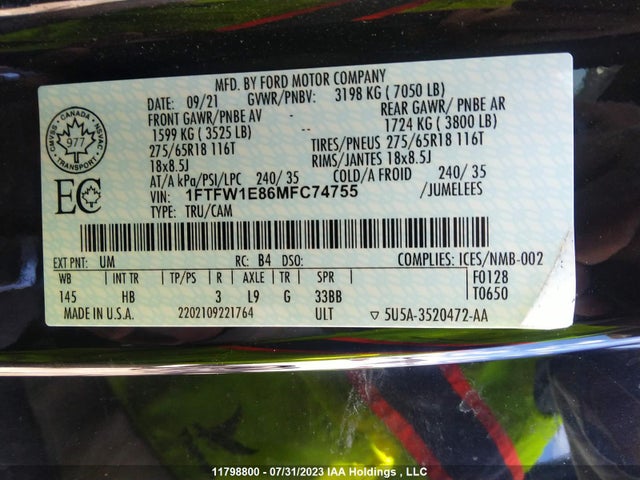 MFD. BY FORD MOTOR COMPANY
DATE: 09/21 GVWR/PNBV: 3198 KG ( 7050 LB)
FRONT GAWR/PNBE AV REAR GAWR/ PNBE AR
1599 KG ( 3525 LB) 1724 KG ( 3800 LB)
275/65R18 116T TIRES/PNEUS 275/65R18 116T
18x8.5J RIMS/JANTES 18x8.5J
AT/A kPa/PSI/LPC 240/ 35 COLD/A FROID 240/ 35
VIN: 1FTFW1E86MFC74755 /JUMELEES
TYPE: TRU/CAM
CMVSS · CANADA · NSVAC
977
TRANSPORT
EC
EXT PNT: UM RC: B4 DSO: COMPLIES: ICES/NMB-002
WB INT TR TP/PS R AXLE TR SPR F0128
145 HB 3 L9 G 33BB T0650
MADE IN U.S.A. 2202109221764 ULT ▽ 5U5A-3520472-AA
11798800 - 07/31/2023 IAA Holdings , LLC